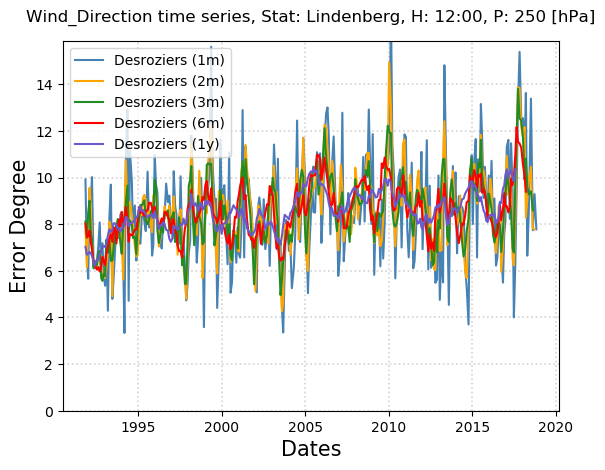 Wind_Direction time series, Stat: Lindenberg, H: 12:00, P: 250 [hPa]
Desroziers (1m)
Desroziers (2m)
Desroziers (3m)
Desroziers (6m)
Desroziers (1y)
Error Degree
14
12
10
8
6
4
2
0
1995
2000
2005
2010
2015
2020
Dates